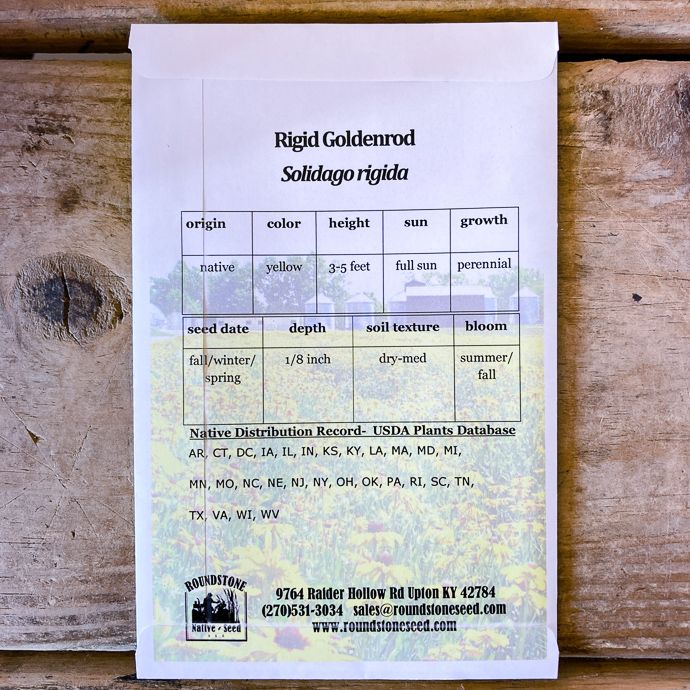 Rigid Goldenrod
Solidago rigida
origin color height sun growth
native yellow 3-5 feet full sun perennial
seed date depth soil texture bloom
fall/winter/ 1/8 inch dry-med summer/
spring fall
Native Distribution Record- USDA Plants Database
AR, CT, DC, IA, IL, IN, KS, KY, LA, MA, MD, MI,
MN, MO, NC, NE, NJ, NY, OH, OK, PA, RI, SC, TN,
TX, VA, WI, WV
ROUNDSTONE
Native Seed
9764 Raider Hollow Rd Upton KY 42784
(270)531-3034 sales@roundstoneseed.com
www.roundstoneseed.com